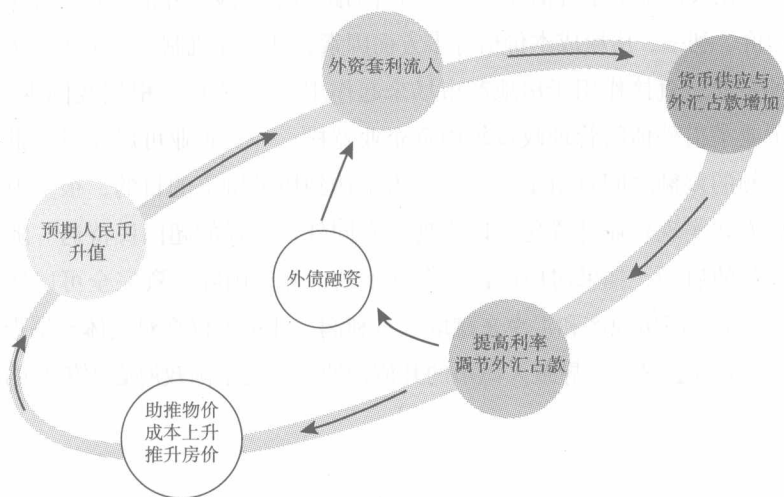 外资套利流入
货币供应与
外汇占款增加
预期人民币
升值
外债融资
提高利率
调节外汇占款
助推物价
成本上升
推升房价